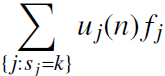 ∑ u_j(n) f_j
{j: s_j = k}